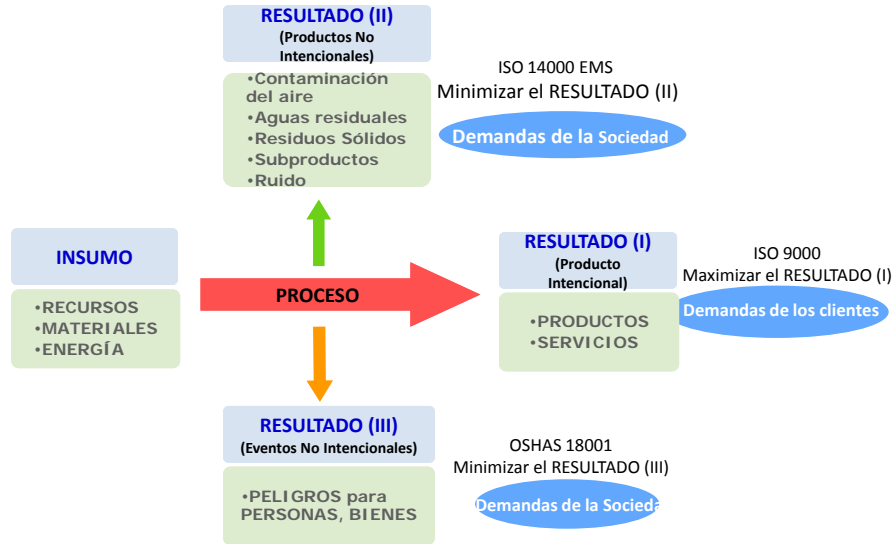 RESULTADO (II)
(Productos No
Intencionales)
•Contaminación
del aire
•Aguas residuales
•Residuos Sólidos
•Subproductos
•Ruido
ISO 14000 EMS
Minimizar el RESULTADO (II)
Demandas de la Sociedad
INSUMO
•RECURSOS
•MATERIALES
•ENERGÍA
PROCESO
RESULTADO (I)
(Producto
Intencional)
•PRODUCTOS
•SERVICIOS
ISO 9000
Maximizar el RESULTADO (I)
Demandas de los clientes
RESULTADO (III)
(Eventos No Intencionales)
•PELIGROS para
PERSONAS, BIENES
OSHAS 18001
Minimizar el RESULTADO (III)
Demandas de la Sociedad